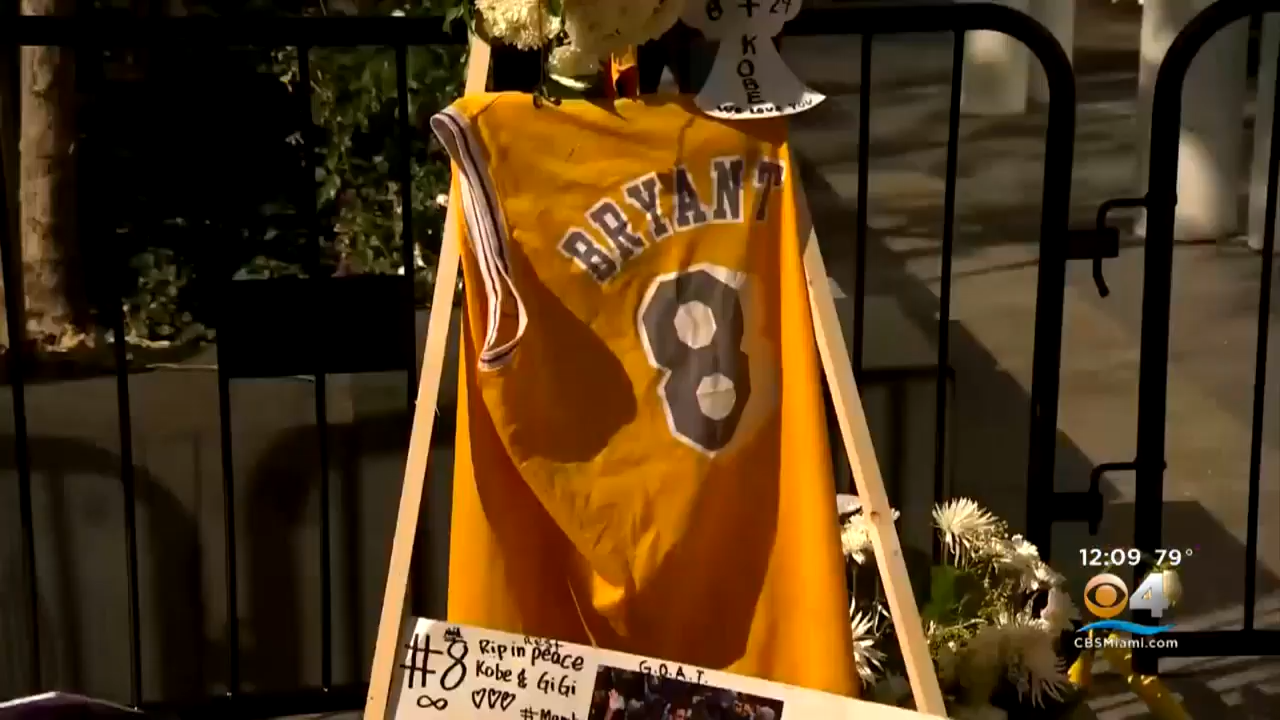 8 + 24
KOBE
We Love YOU
BRYANT
8
#8
Rip in peace
Kobe & GiGi
G.O.A.T.
12:09 79°
4
CBSMiami.com